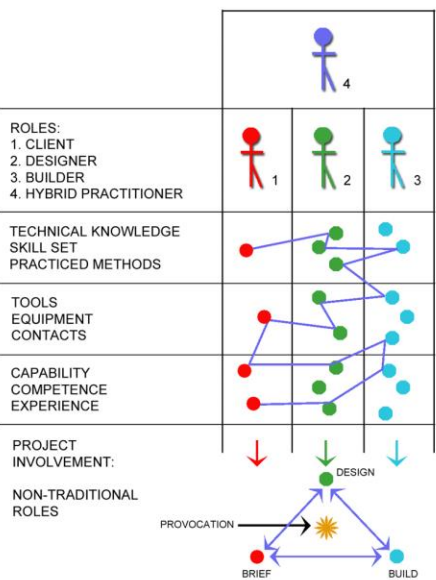 4
ROLES:
1. CLIENT
2. DESIGNER
3. BUILDER
4. HYBRID PRACTITIONER
1
2
3
TECHNICAL KNOWLEDGE
SKILL SET
PRACTICED METHODS
TOOLS
EQUIPMENT
CONTACTS
CAPABILITY
COMPETENCE
EXPERIENCE
PROJECT
INVOLVEMENT:
NON-TRADITIONAL
ROLES
DESIGN
PROVOCATION
BRIEF
BUILD